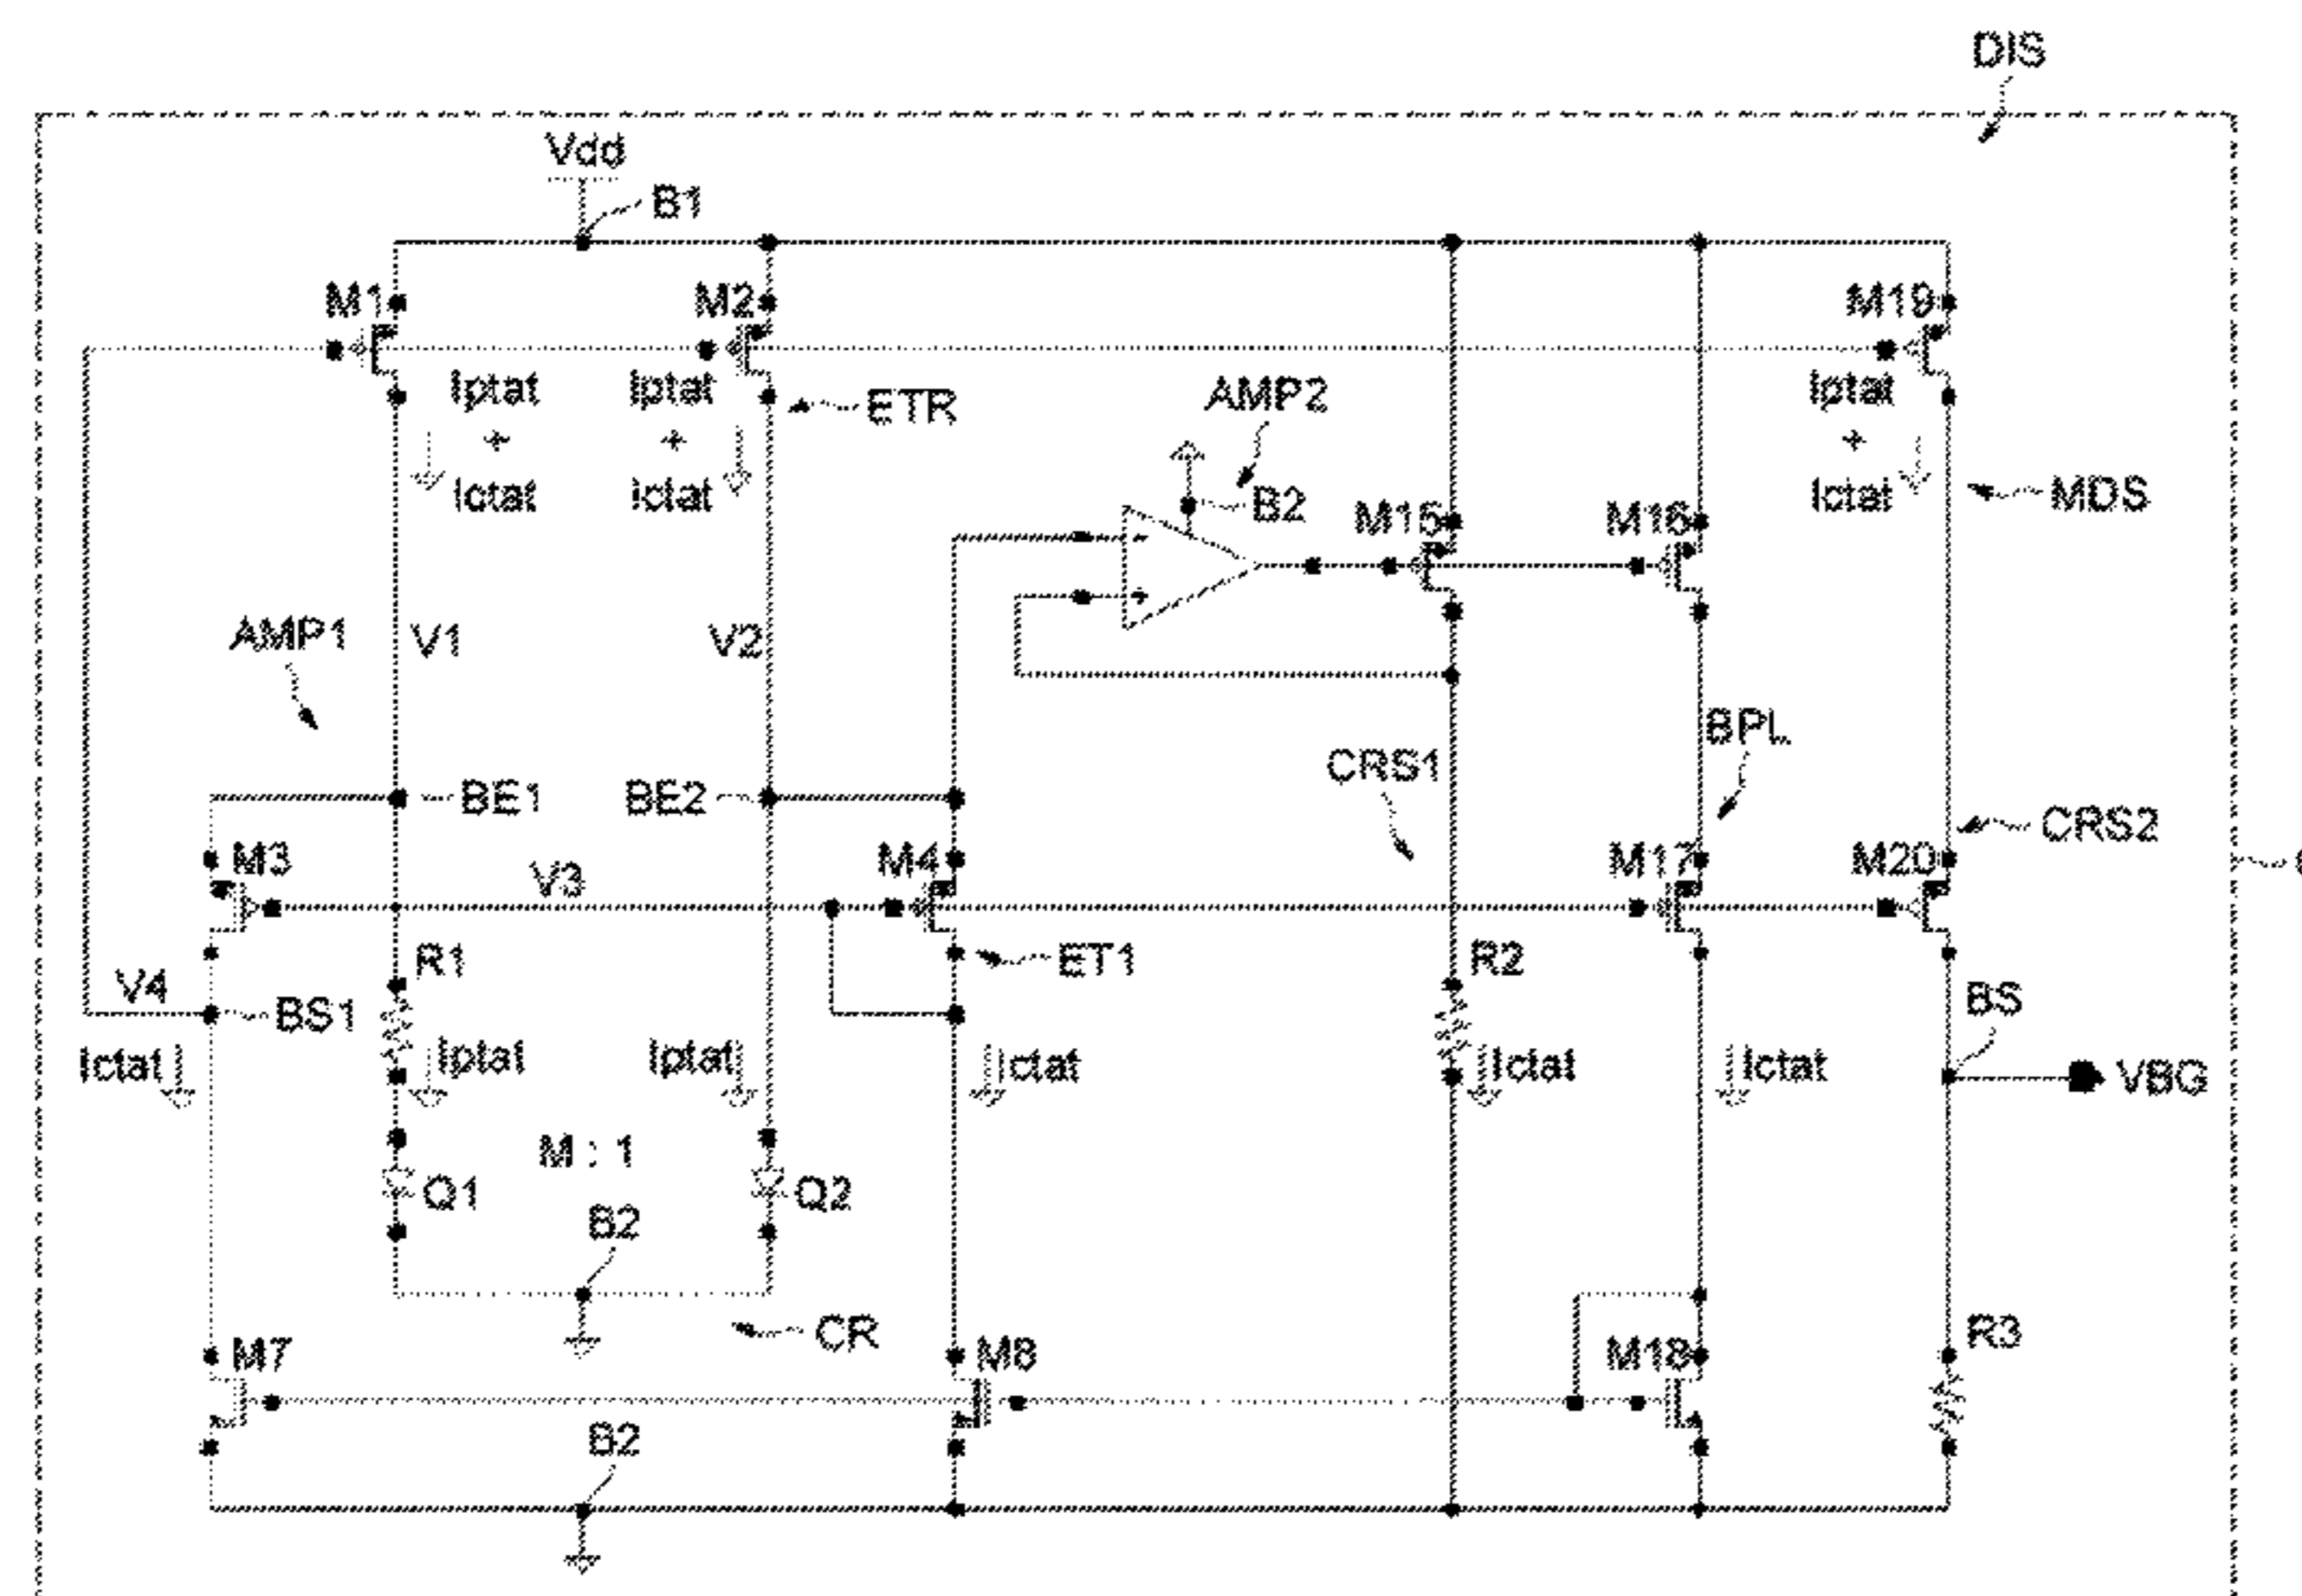 DIS
Vdd
B1
M1
M2
M19
Iptat
+
Ictat
Iptat
+
Ictat
ETR
AMP2
Iptat
+
Ictat
B2
M15
M16
MDS
AMP1
V1
V2
BPL
CRS1
BE1
BE2
CRS2
M3
V3
M4
M17
M20
R1
ET1
R2
V4
BS1
BS
Ictat
Iptat
Iptat
Ictat
Ictat
Ictat
VBG
M : 1
Q1
Q2
B2
CR
R3
M7
M8
M18
B2